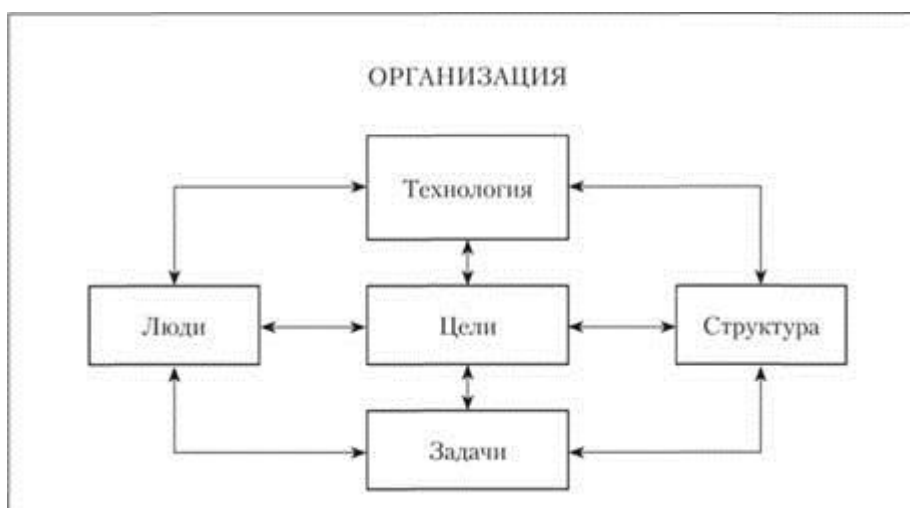 ОРГАНИЗАЦИЯ
Технология
Люди
Цели
Структура
Задачи